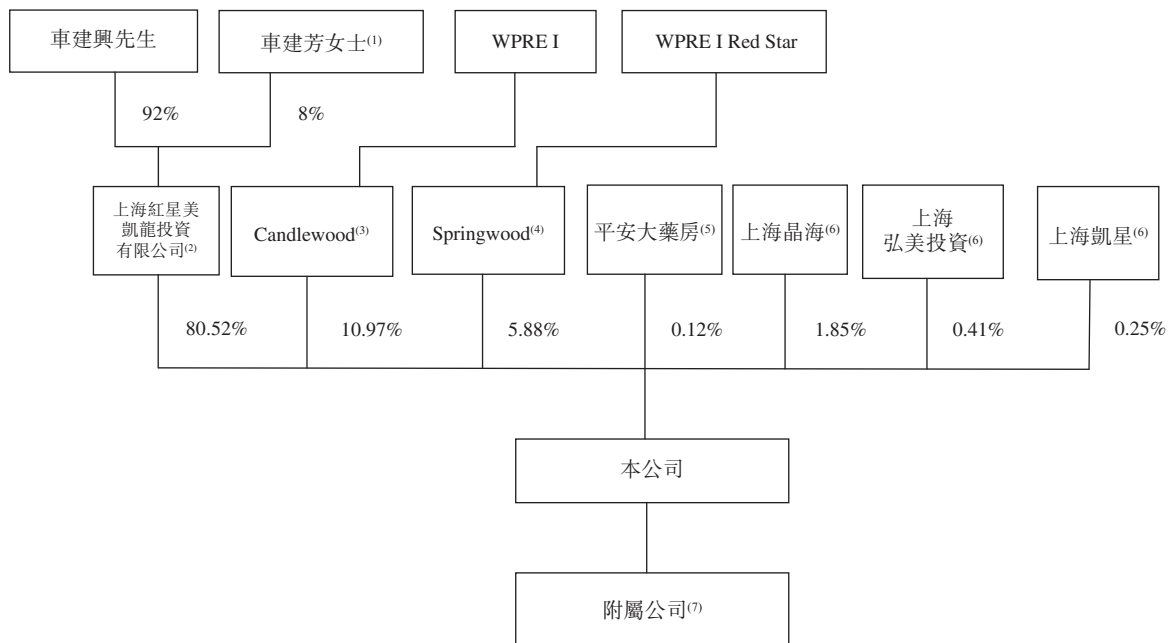 車建興先生
車建芳女士(1)
WPRE I
WPRE I Red Star
92%
8%
上海紅星美
凱龍投資
有限公司(2)
Candlewood(3)
Springwood(4)
平安大藥房(5)
上海晶海(6)
上海
弘美投資(6)
上海凱星(6)
80.52%
10.97%
5.88%
0.12%
1.85%
0.41%
0.25%
本公司
附屬公司(7)